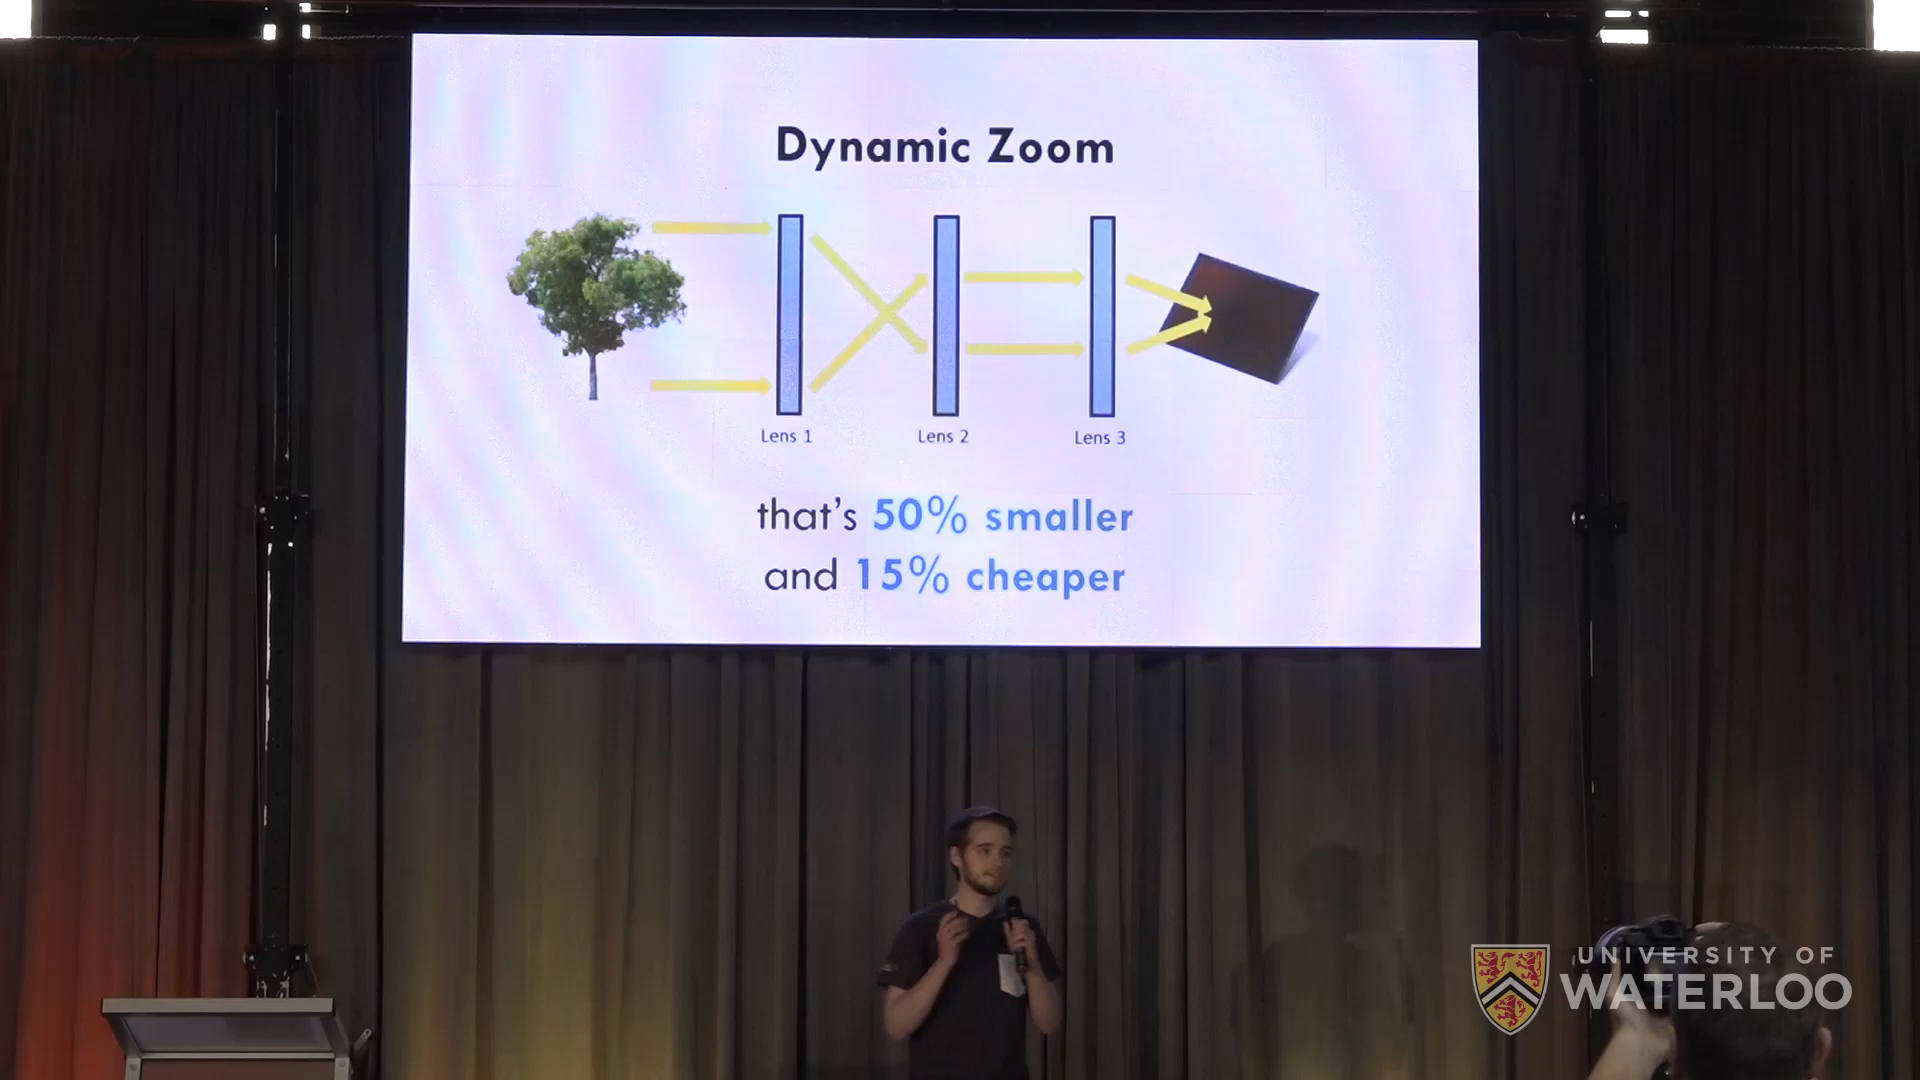 Dynamic Zoom
Lens 1
Lens 2
Lens 3
that's 50% smaller
and 15% cheaper
UNIVERSITY OF
WATERLOO